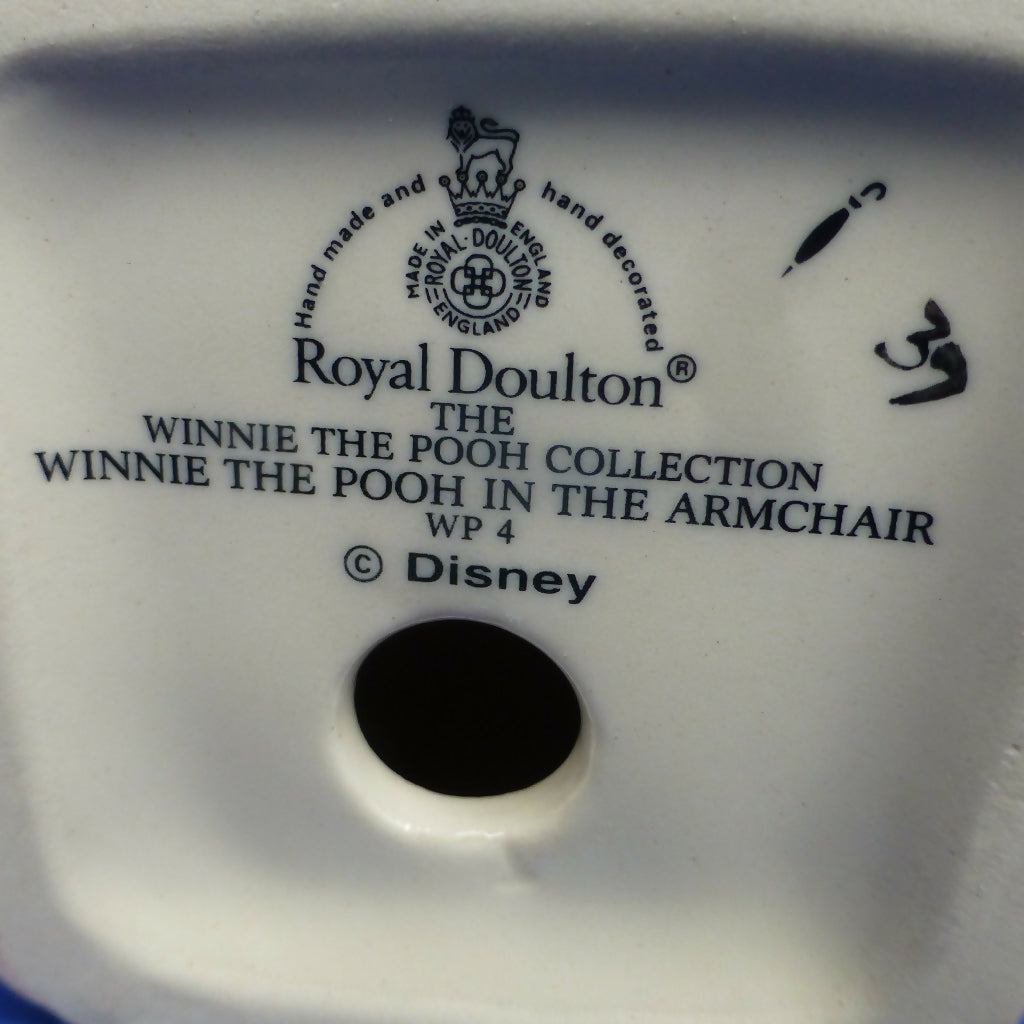 Hand made and hand decorated
MADE IN ENGLAND
ROYAL·DOULTON
ENGLAND
Royal Doulton®
THE
WINNIE THE POOH COLLECTION
WINNIE THE POOH IN THE ARMCHAIR
WP 4
© Disney